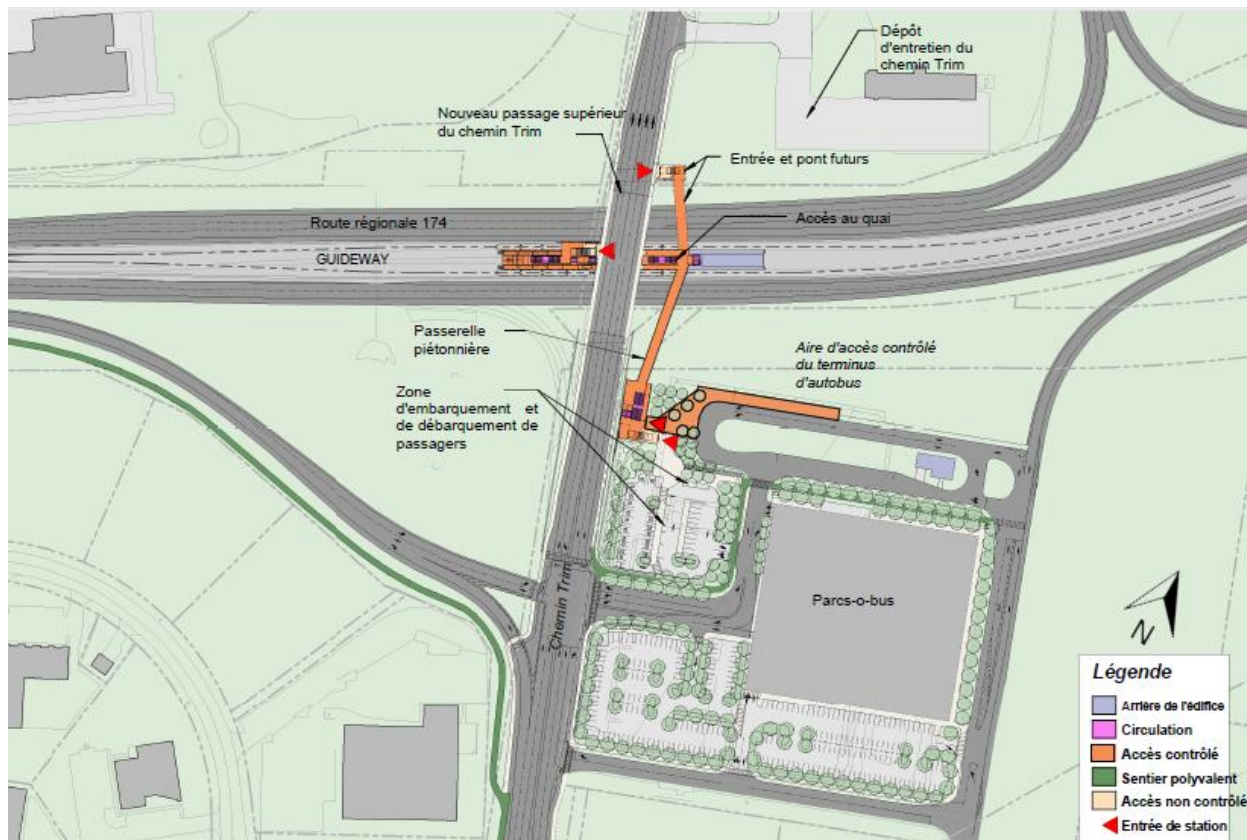 Dépôt
d'entretien du
chemin Trim
Nouveau passage supérieur
du chemin Trim
Entrée et pont futurs
Route régionale 174
Accès au quai
GUIDEWAY
Passerelle
piétonnière
Aire d'accès contrôlé
du terminus
d'autobus
Zone
d'embarquement et
de débarquement de
passagers
Chemin Trim
Parcs-o-bus
N
Légende
Arrière de l'édifice
Circulation
Accès contrôlé
Sentier polyvalent
Accès non contrôlé
Entrée de station